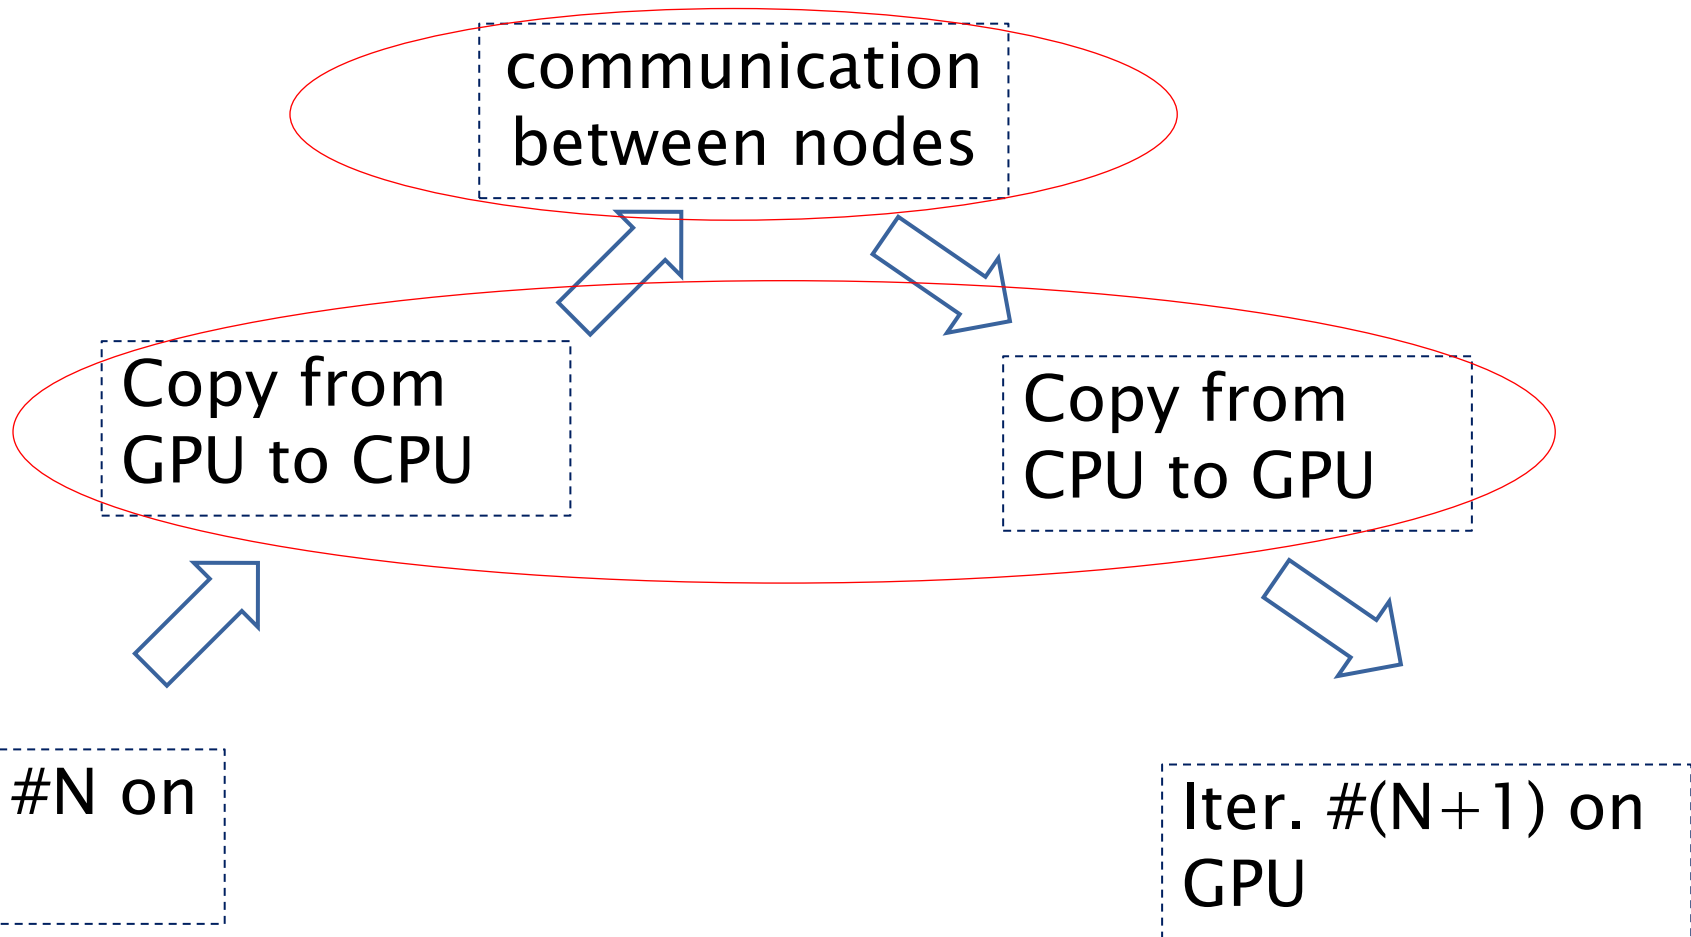 communication
between nodes
Copy from
GPU to CPU
Copy from
CPU to GPU
#N on
Iter. #(N+1) on
GPU